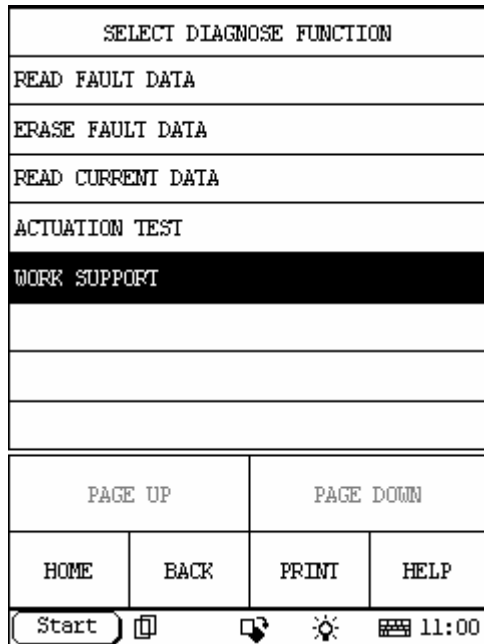 SELECT DIAGNOSE FUNCTION
READ FAULT DATA
ERASE FAULT DATA
READ CURRENT DATA
ACTUATION TEST
WORK SUPPORT
PAGE UP PAGE DOWN
HOME BACK PRINT HELP
Start 11:00